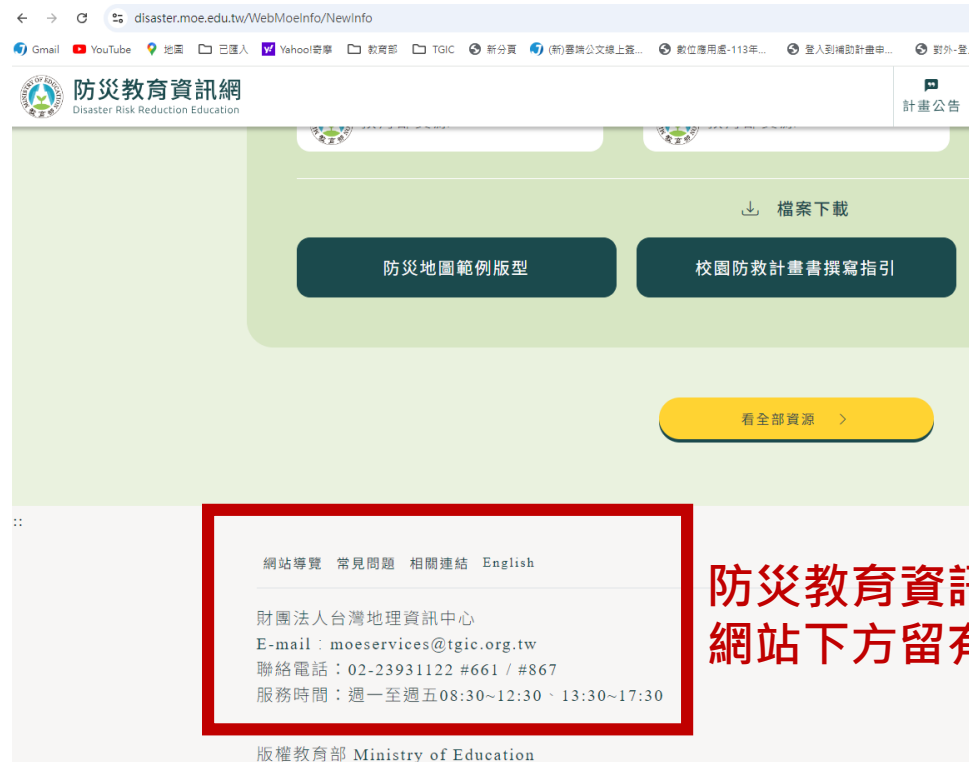 disaster.moe.edu.tw/WebMoeInfo/NewInfo
Gmail YouTube 地圖 已匯入 Yahoo!奇摩 教育部 TGIC 新分頁 (新)雲端公文線上簽... 數位應用處-113年... 登入到補助計畫申... 對外-登
防災教育資訊網
Disaster Risk Reduction Education
計畫公告
檔案下載
防災地圖範例版型 校園防救計畫書撰寫指引
看全部資源
網站導覽 常見問題 相關連結 English
財團法人台灣地理資訊中心
E-mail：moeservices@tgic.org.tw
聯絡電話：02-23931122 #661 / #867
服務時間：週一至週五08:30~12:30、13:30~17:30
防災教育資
網站下方留
版權教育部 Ministry of Education